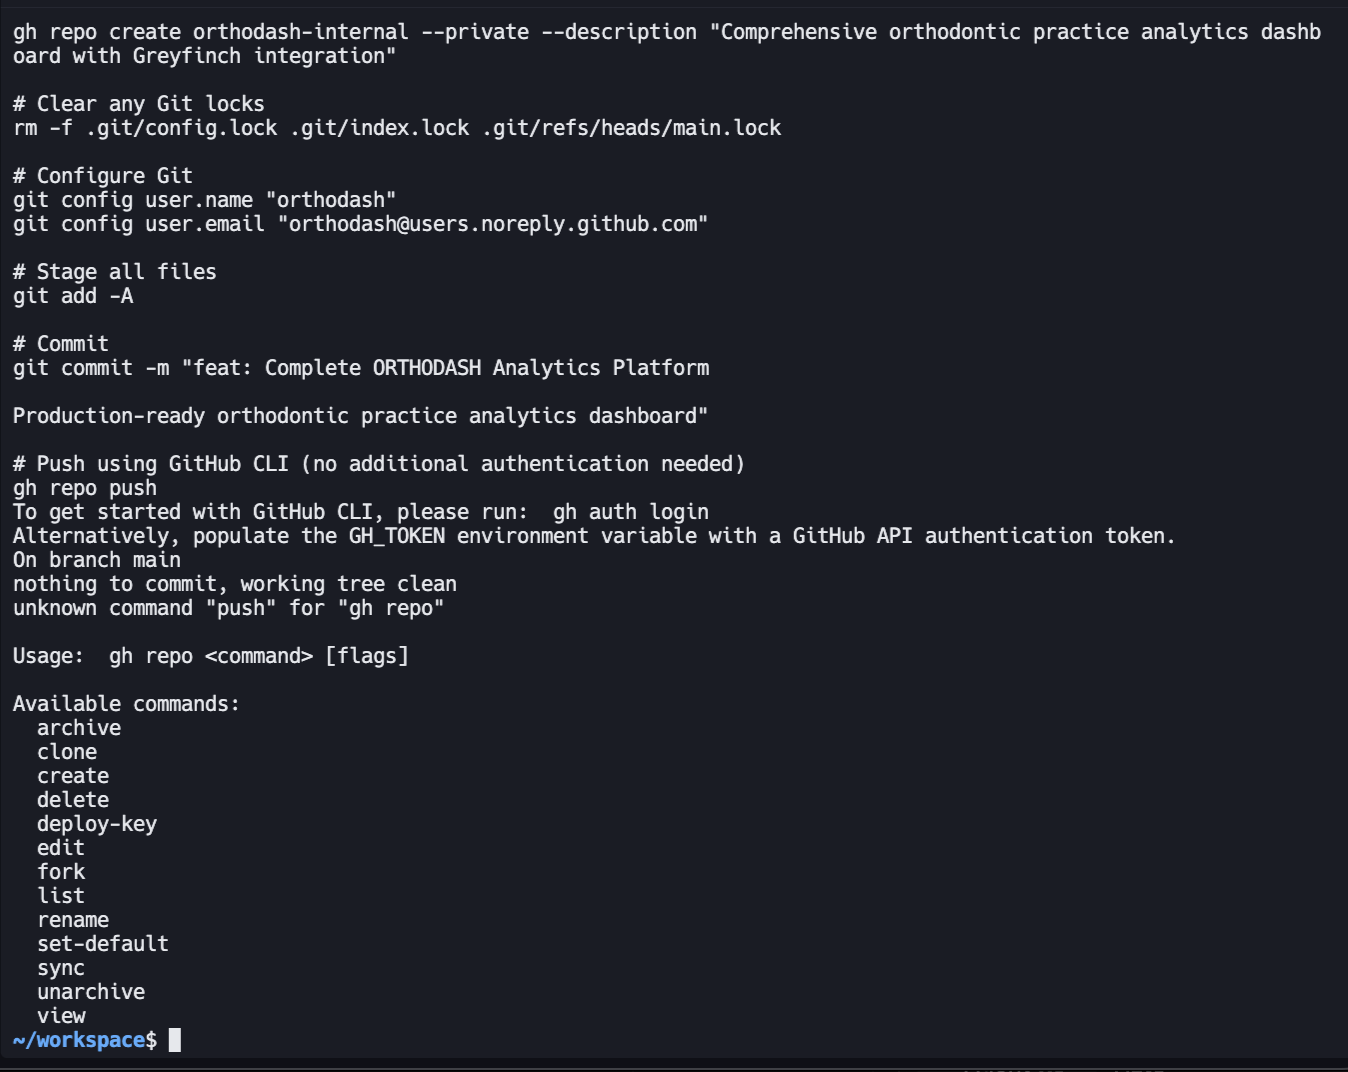 gh repo create orthodash-internal --private --description "Comprehensive orthodontic practice analytics dashb
oard with Greyfinch integration"
# Clear any Git locks
rm -f .git/config.lock .git/index.lock .git/refs/heads/main.lock
# Configure Git
git config user.name "orthodash"
git config user.email "orthodash@users.noreply.github.com"
# Stage all files
git add -A
# Commit
git commit -m "feat: Complete ORTHODASH Analytics Platform
Production-ready orthodontic practice analytics dashboard"
# Push using GitHub CLI (no additional authentication needed)
gh repo push
To get started with GitHub CLI, please run:  gh auth login
Alternatively, populate the GH_TOKEN environment variable with a GitHub API authentication token.
On branch main
nothing to commit, working tree clean
unknown command "push" for "gh repo"
Usage:  gh repo <command> [flags]
Available commands:
  archive
  clone
  create
  delete
  deploy-key
  edit
  fork
  list
  rename
  set-default
  sync
  unarchive
  view
~/workspace$